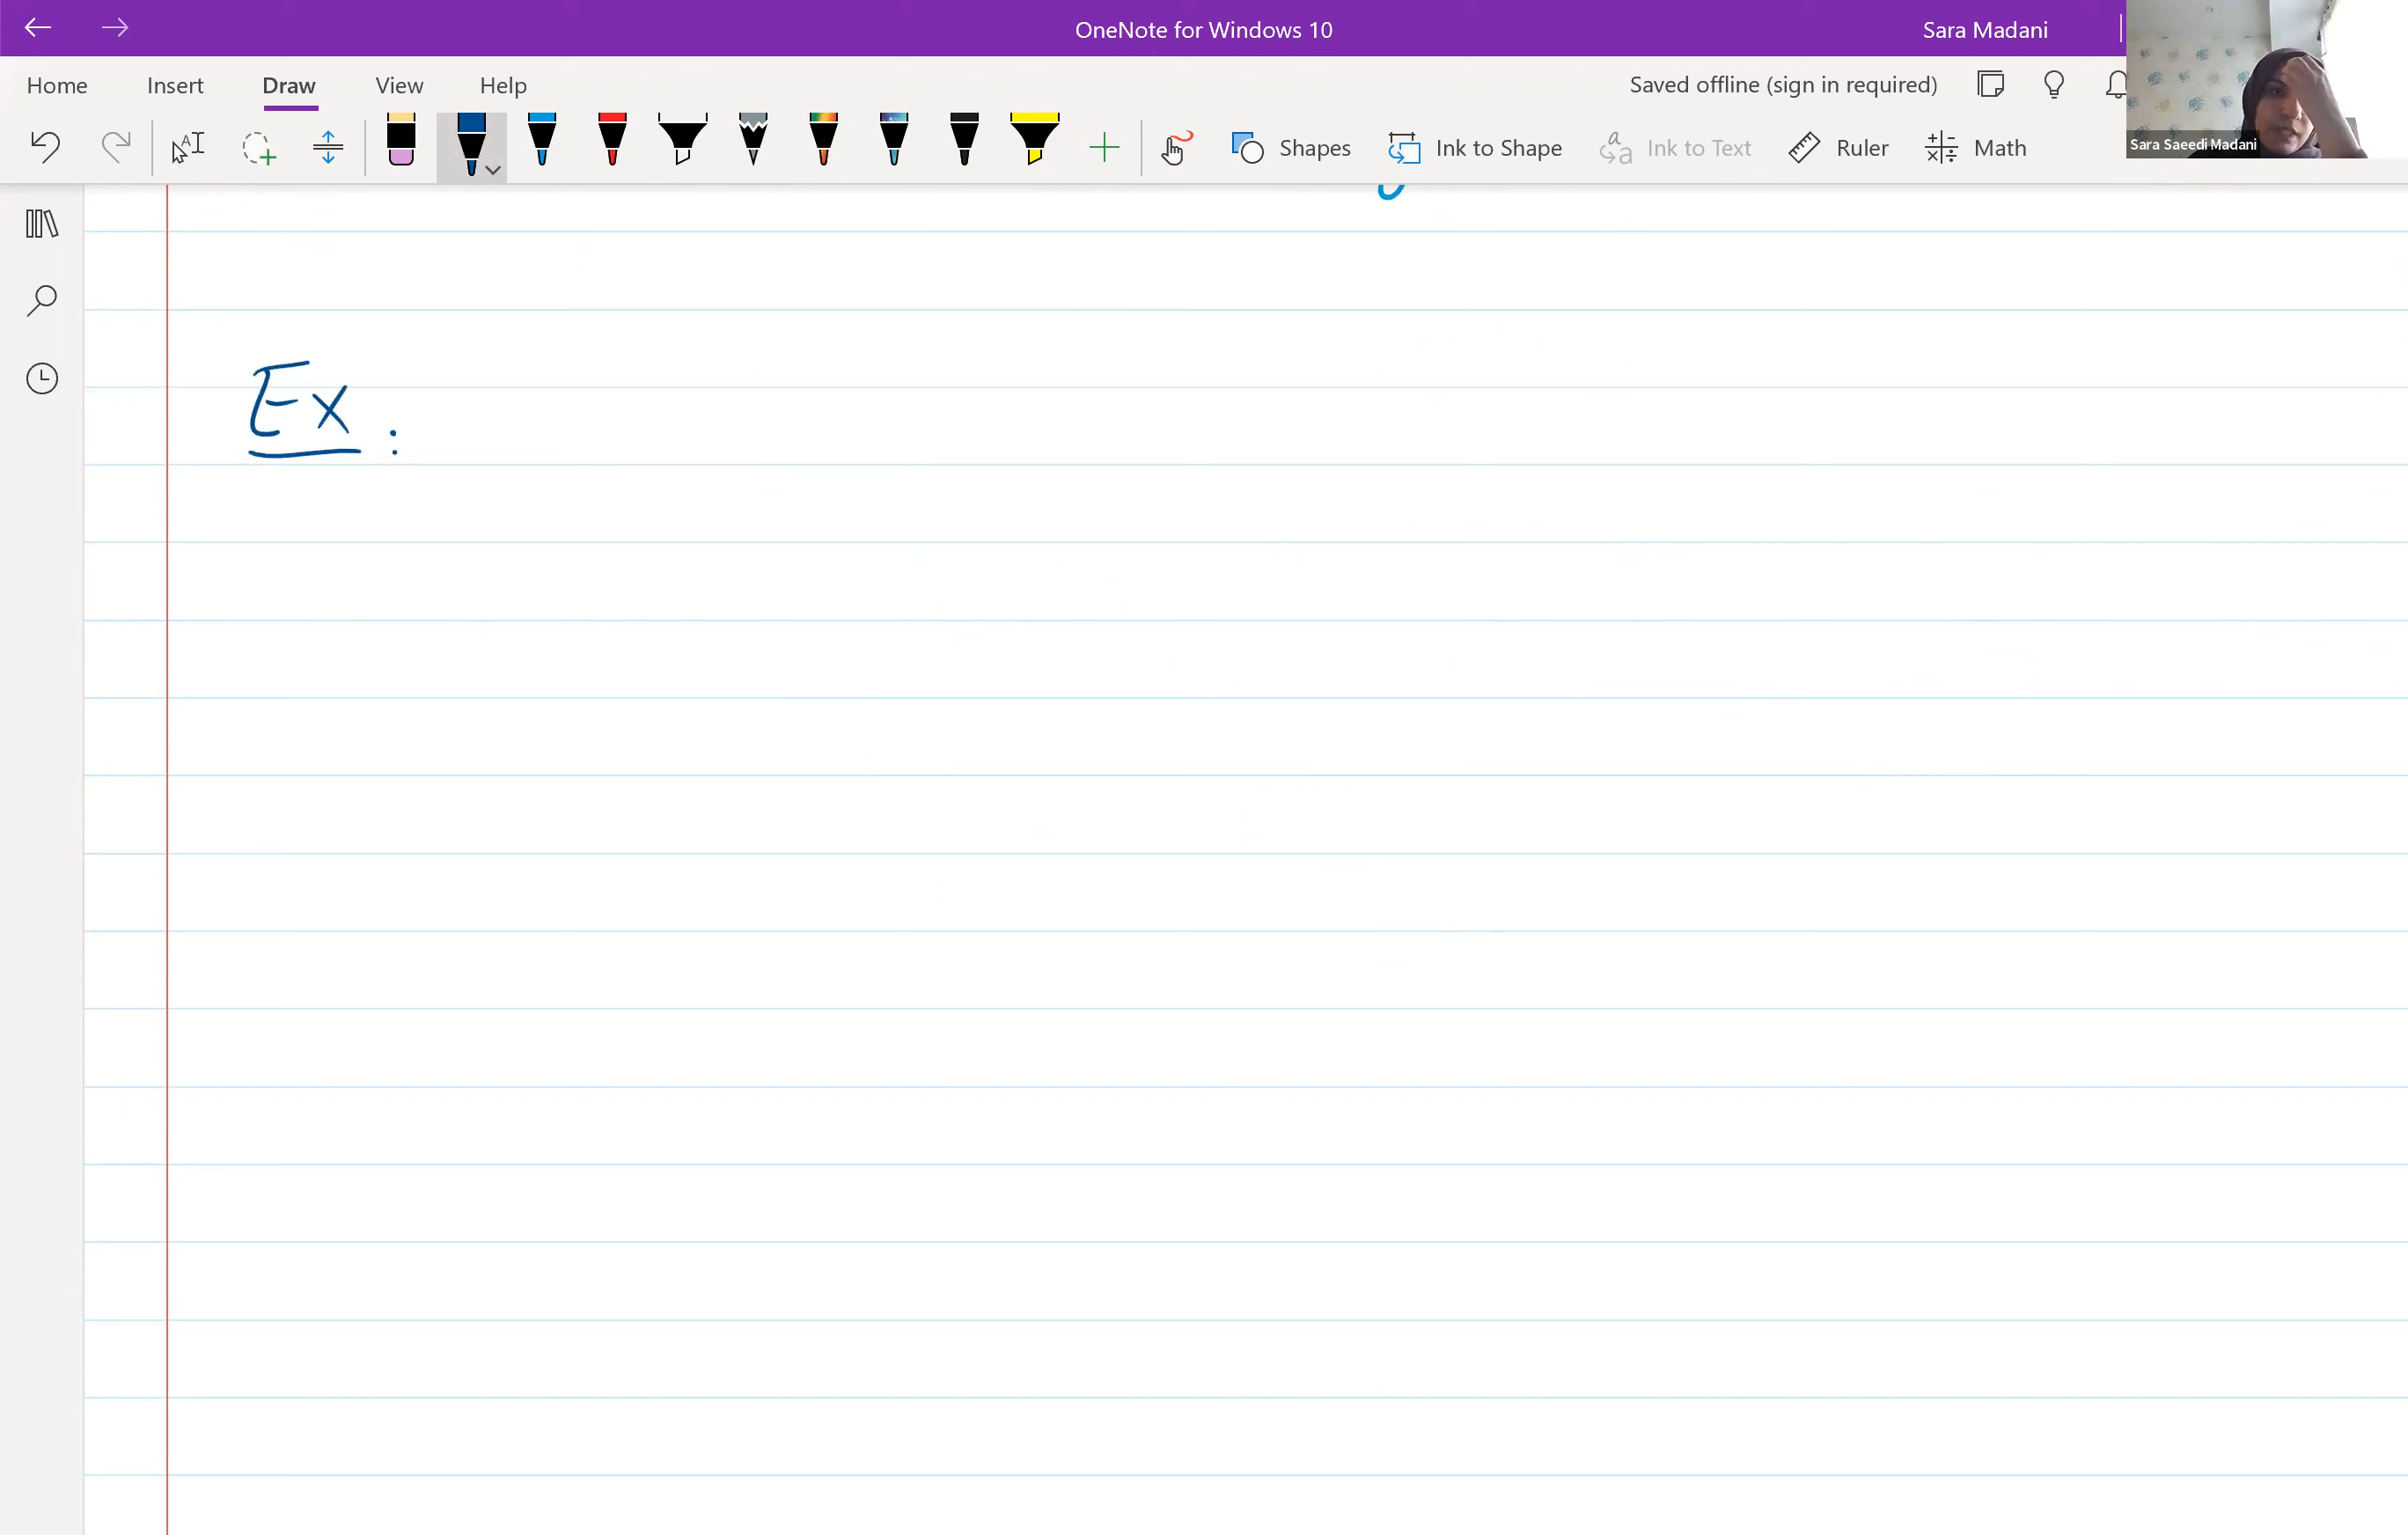 OneNote for Windows 10 Sara Madani
Home Insert Draw View Help Saved offline (sign in required)
Shapes Ink to Shape Ink to Text Ruler Math
Sara Saeedi Madani
Ex :